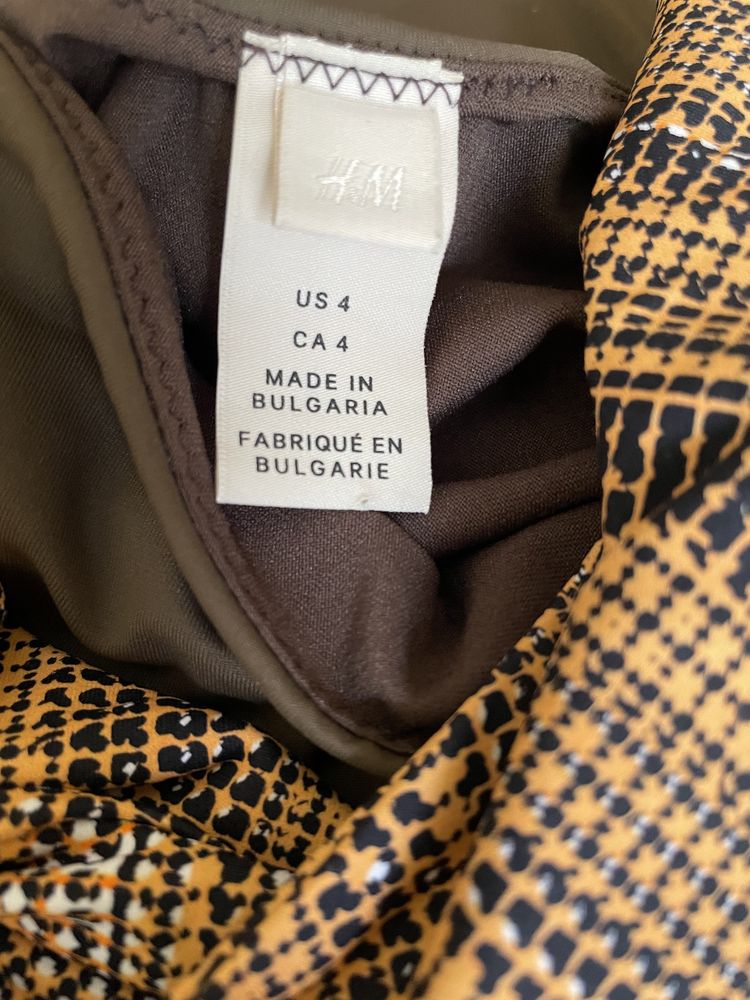 H&M
US 4
CA 4
MADE IN
BULGARIA
FABRIQUÉ EN
BULGARIE